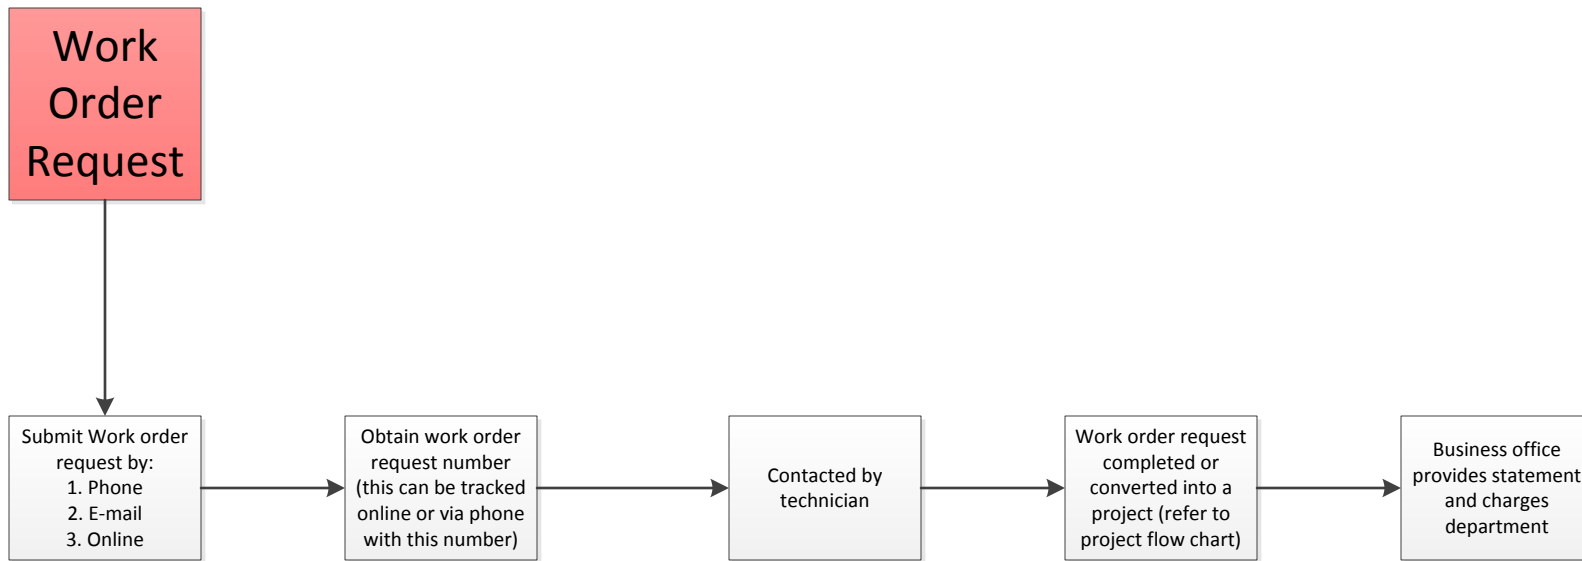 Work
Order
Request
Submit Work order
request by:
1. Phone
2. E-mail
3. Online
Obtain work order
request number
(this can be tracked
online or via phone
with this number)
Contacted by
technician
Work order request
completed or
converted into a
project (refer to
project flow chart)
Business office
provides statement
and charges
department